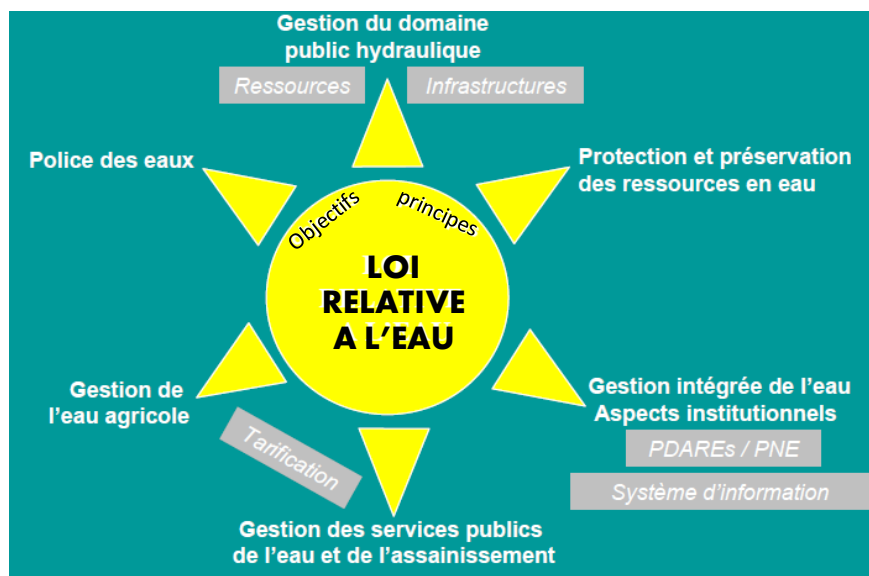 Gestion du domaine
public hydraulique
Ressources
Infrastructures
Police des eaux
Protection et préservation
des ressources en eau
Objectifs principes
LOI
RELATIVE
A L'EAU
Gestion de
l'eau agricole
Gestion intégrée de l'eau
Aspects institutionnels
PDAREs / PNE
Système d'information
Tarification
Gestion des services publics
de l'eau et de l'assainissement